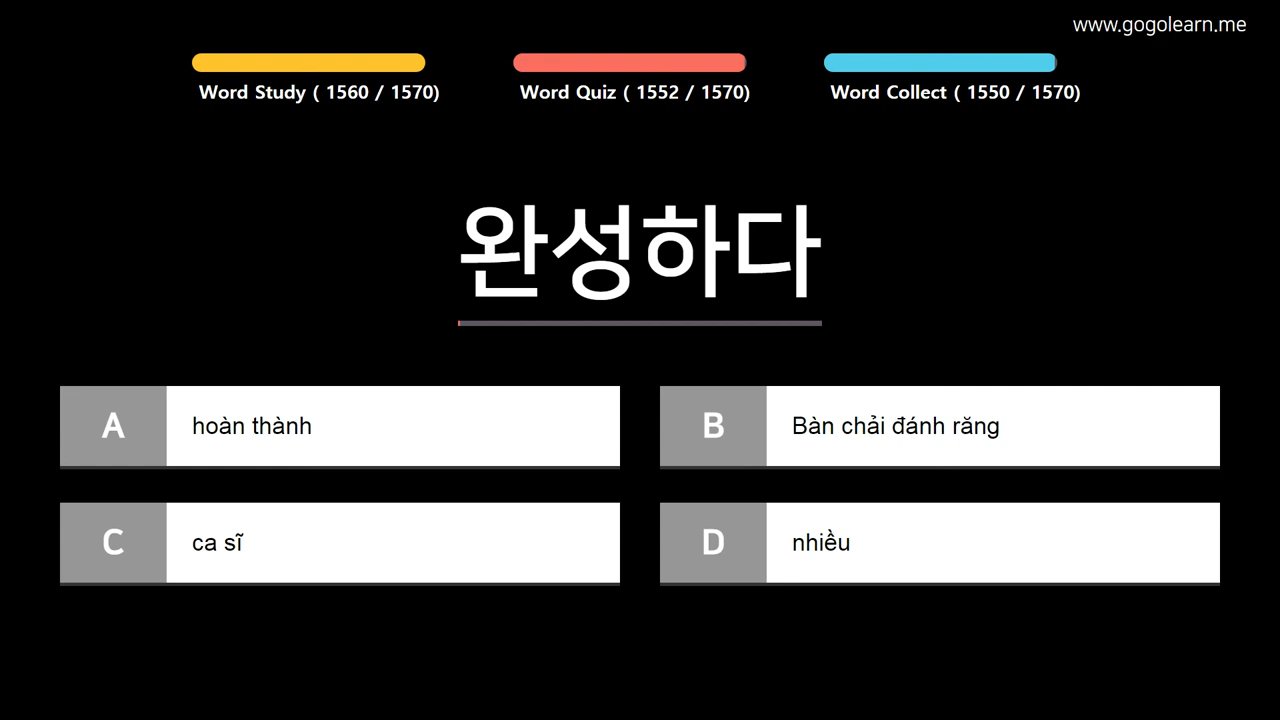 www.gogolearn.me
Word Study ( 1560 / 1570)
Word Quiz ( 1552 / 1570)
Word Collect ( 1550 / 1570)
완성하다
A
hoàn thành
B
Bàn chải đánh răng
C
ca sĩ
D
nhiều